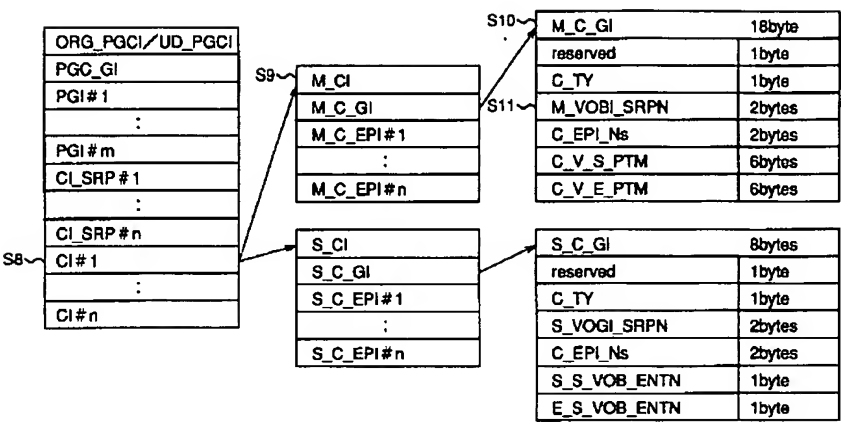 ORG_PGCI/UD_PGCI
PGC_GI
PGI#1
:
PGI#m
CI_SRP#1
:
CI_SRP#n
S8
CI#1
:
CI#n
S9
M_CI
M_C_GI
M_C_EPI#1
:
M_C_EPI#n
S_CI
S_C_GI
S_C_EPI#1
:
S_C_EPI#n
S10
M_C_GI 18byte
reserved 1byte
C_TY 1byte
S11
M_VOBI_SRPN 2bytes
C_EPI_Ns 2bytes
C_V_S_PTM 6bytes
C_V_E_PTM 6bytes
S_C_GI 8bytes
reserved 1byte
C_TY 1byte
S_VOGI_SRPN 2bytes
C_EPI_Ns 2bytes
S_S_VOB_ENTN 1byte
E_S_VOB_ENTN 1byte